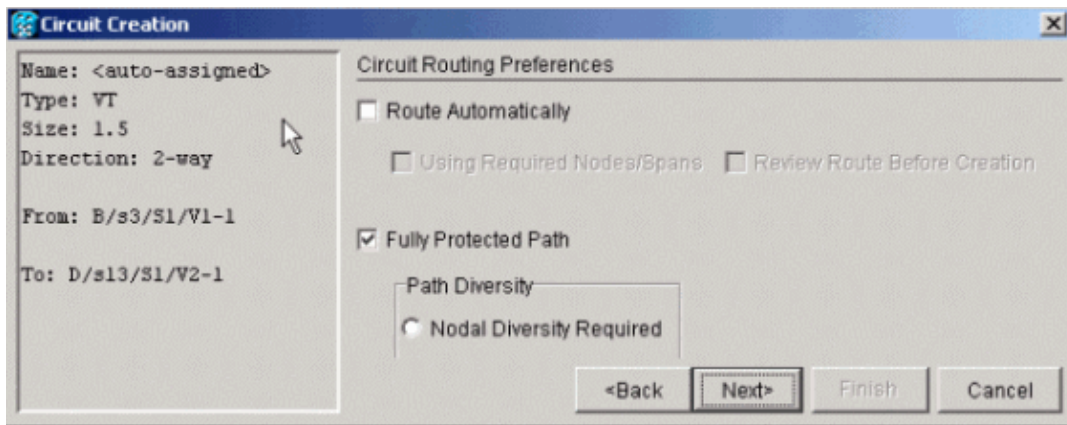 Circuit Creation
Name: <auto-assigned>
Type: VT
Size: 1.5
Direction: 2-way
From: B/s3/S1/V1-1
To: D/s13/S1/V2-1
Circuit Routing Preferences
Route Automatically
Using Required Nodes/Spans Review Route Before Creation
Fully Protected Path
Path Diversity
Nodal Diversity Required
<Back Next> Finish Cancel